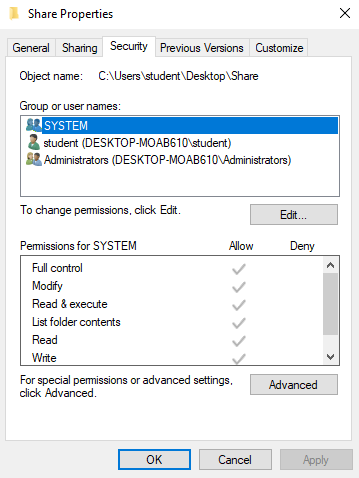 Share Properties
General Sharing Security Previous Versions Customize
Object name: C:\Users\student\Desktop\Share
Group or user names:
SYSTEM
student (DESKTOP-MOAB610\student)
Administrators (DESKTOP-MOAB610\Administrators)
To change permissions, click Edit.
Edit...
Permissions for SYSTEM Allow Deny
Full control
Modify
Read & execute
List folder contents
Read
Write
For special permissions or advanced settings,
click Advanced.
Advanced
OK Cancel Apply